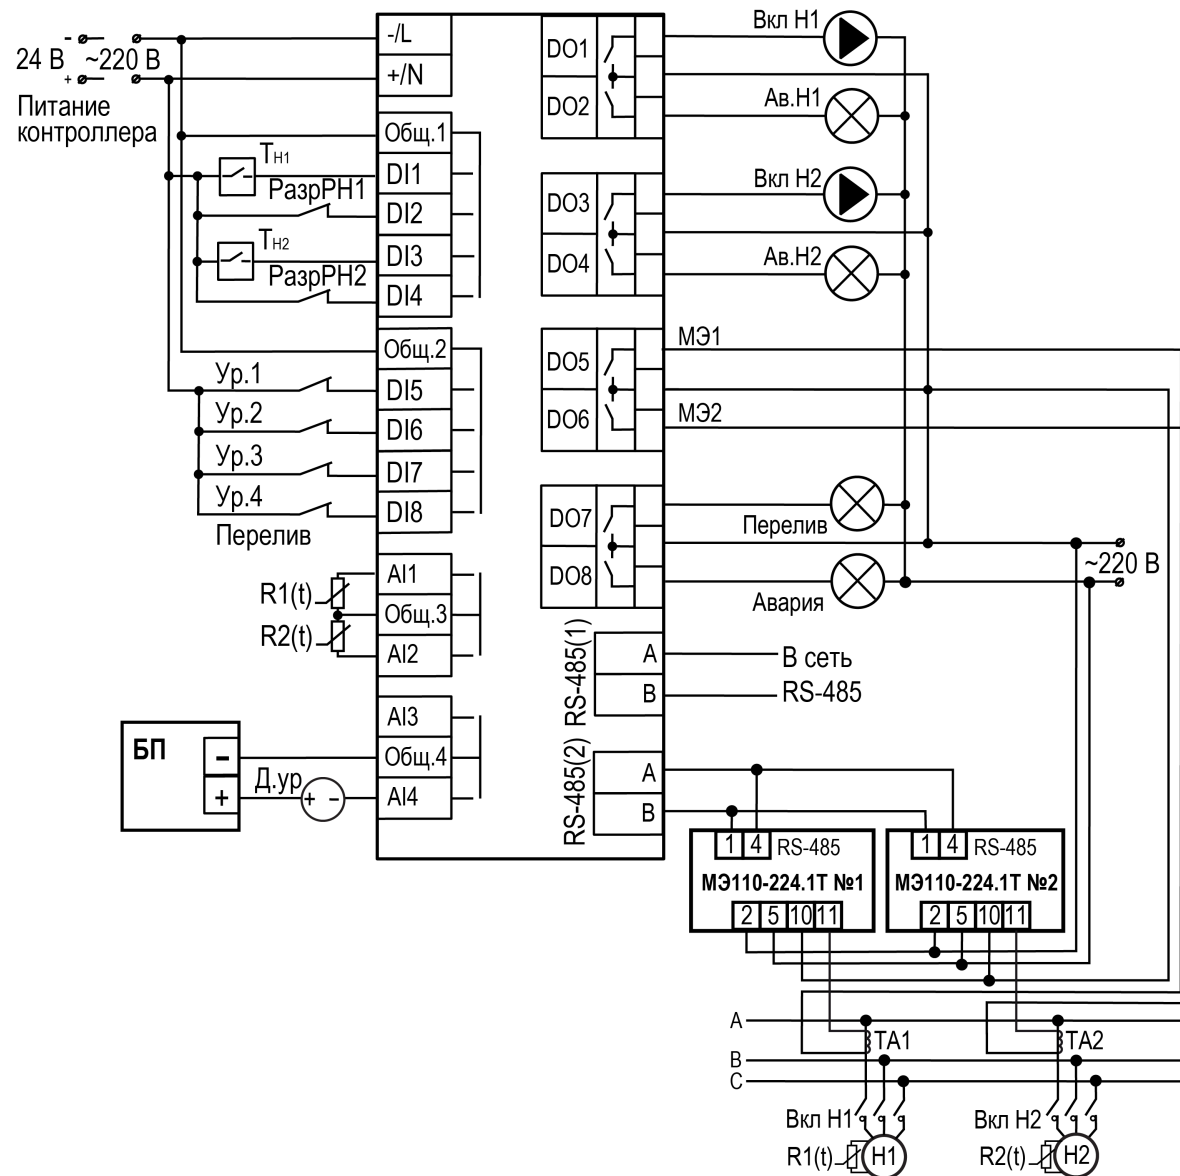 - 
24 В ~220 В
+
Питание
контроллера
-/L
+/N
Общ.1
Tн1
DI1
РазрРН1
DI2
Tн2
DI3
РазрРН2
DI4
Общ.2
Ур.1
DI5
Ур.2
DI6
Ур.3
DI7
Ур.4
DI8
Перелив
R1(t)
AI1
Общ.3
R2(t)
AI2
AI3
БП
-
Общ.4
+
Д.ур
+ -
AI4
DO1
Вкл Н1
DO2
Ав.Н1
DO3
Вкл Н2
DO4
Ав.Н2
DO5
МЭ1
DO6
МЭ2
DO7
Перелив
DO8
Авария
~220 В
RS-485(1)
A
В сеть
B
RS-485
RS-485(2)
A
B
1 4 RS-485
МЭ110-224.1Т №1
2 5 10 11
1 4 RS-485
МЭ110-224.1Т №2
2 5 10 11
A
B
C
ТА1
ТА2
Вкл Н1
R1(t)
Н1
Вкл Н2
R2(t)
Н2